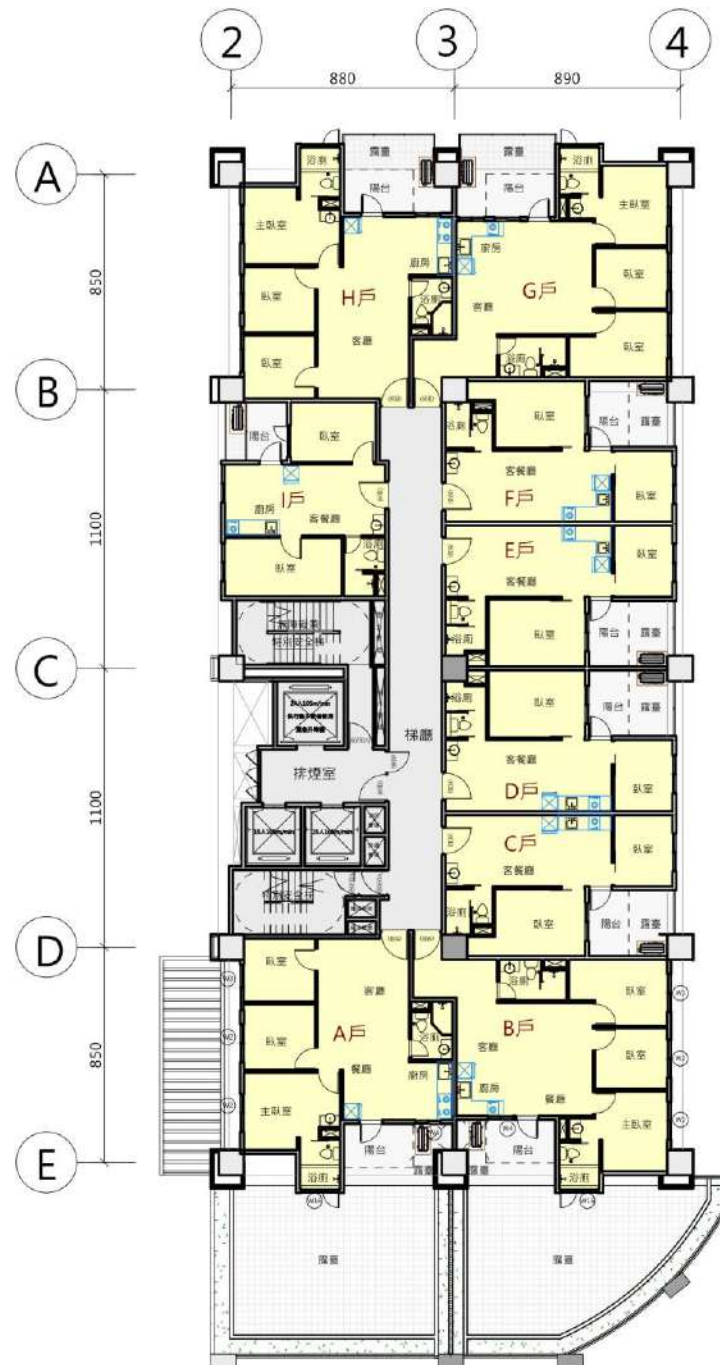 2
3
4
880
890
A
B
C
D
E
850
1100
1100
850
浴廁
露臺
露臺
浴廁
陽台
陽台
主臥室
主臥室
廚房
廚房
臥室
H戶
浴廁
G戶
臥室
臥室
客廳
客廳
浴廁
臥室
陽台
臥室
浴廁
臥室
陽台
露臺
I戶
廚房
客餐廳
客餐廳
F戶
臥室
臥室
浴廁
E戶
客餐廳
臥室
浴廁
臥室
陽台
露臺
浴廁
臥室
陽台
露臺
梯廳
排煙室
客餐廳
D戶
臥室
C戶
客餐廳
臥室
浴廁
臥室
陽台
露臺
臥室
客廳
浴廁
臥室
臥室
A戶
浴廁
B戶
客廳
臥室
餐廳
廚房
廚房
餐廳
主臥室
主臥室
陽台
露臺
露臺
陽台
浴廁
浴廁
露臺
露臺